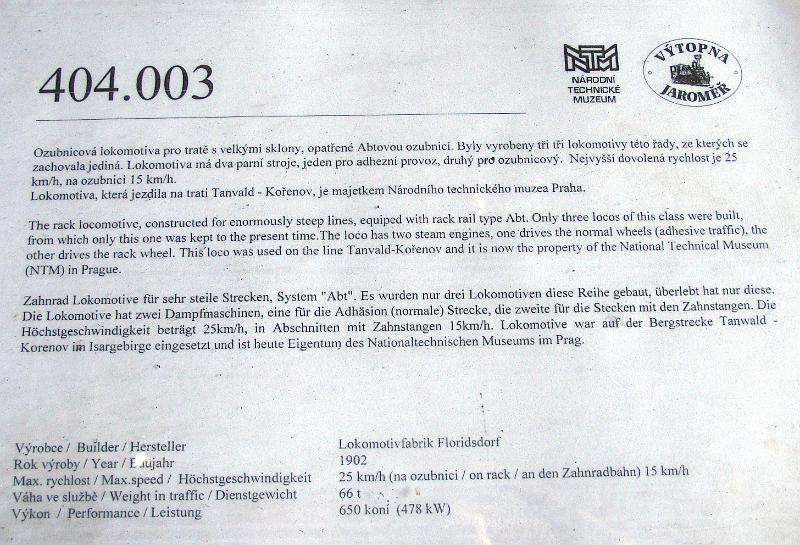 404.003
NTM
NÁRODNÍ
TECHNICKÉ
MUZEUM
VÝTOPNA
JAROMĚŘ
Ozubnicová lokomotiva pro tratě s velkými sklony, opatřené Abtovou ozubnicí. Byly vyrobeny tři tři lokomotivy této řady, ze kterých se
zachovala jediná. Lokomotiva má dva parní stroje, jeden pro adhezní provoz, druhý pro ozubnicový. Nejvyšší dovolená rychlost je 25
km/h, na ozubnici 15 km/h.
Lokomotiva, která jezdila na trati Tanvald - Kořenov, je majetkem Národního technického muzea Praha.
The rack locomotive, constructed for enormously steep lines, equiped with rack rail type Abt. Only three locos of this class were built,
from which only this one was kept to the present time.The loco has two steam engines, one drives the normal wheels (adhesive traffic), the
other drives the rack wheel. This loco was used on the line Tanvald-Kořenov and it is now the property of the National Technical Museum
(NTM) in Prague.
Zahnrad Lokomotive für sehr steile Strecken, System "Abt". Es wurden nur drei Lokomotiven diese Reihe gebaut, überlebt hat nur diese.
Die Lokomotive hat zwei Dampfmaschinen, eine für die Adhäsion (normale) Strecke, die zweite für die Stecken mit den Zahnstangen. Die
Höchstgeschwindigkeit beträgt 25km/h, in Abschnitten mit Zahnstangen 15km/h. Lokomotive war auf der Bergstrecke Tanwald -
Korenov im Isargebirge eingesetzt und ist heute Eigentum des Nationaltechnischen Museums im Prag.
Výrobce / Builder / Hersteller Lokomotivfabrik Floridsdorf
Rok výroby / Year / Baujahr 1902
Max. rychlost / Max.speed / Höchstgeschwindigkeit 25 km/h (na ozubnici / on rack / an den Zahnradbahn) 15 km/h
Váha ve službě / Weight in traffic / Dienstgewicht 66 t
Výkon / Performance / Leistung 650 koní (478 kW)